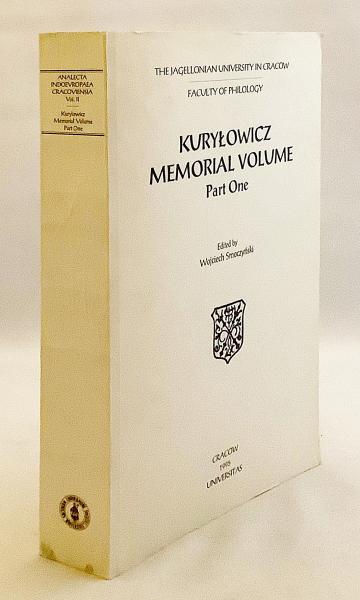 ANALECTA
INDOEVROPAEA
CRACOVIENSIA
Vol. II
Kuryłowicz
Memorial Volume
Part One
THE JAGELLONIAN UNIVERSITY IN CRACOW
FACULTY OF PHILOLOGY
KURYŁOWICZ
MEMORIAL VOLUME
Part One
Edited by
Wojciech Smoczyński
CRACOW
1995
UNIVERSITAS